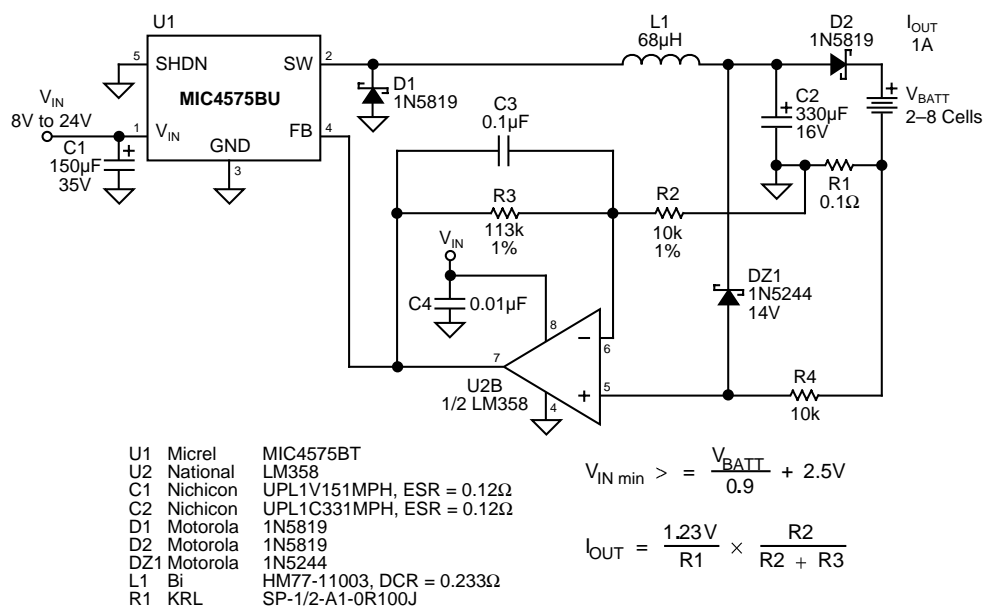 U1
5
SHDN
SW
2
MIC4575BU
V_IN
8V to 24V
1
V_IN
FB
4
GND
3
C1
150µF
35V
D1
1N5819
L1
68µH
D2
1N5819
I_OUT
1A
C2
330µF
16V
V_BATT
2–8 Cells
C3
0.1µF
R3
113k
1%
R2
10k
1%
R1
0.1Ω
V_IN
C4
0.01µF
DZ1
1N5244
14V
8
6
7
5
4
U2B
1/2 LM358
R4
10k
U1 Micrel MIC4575BT
U2 National LM358
C1 Nichicon UPL1V151MPH, ESR = 0.12Ω
C2 Nichicon UPL1C331MPH, ESR = 0.12Ω
D1 Motorola 1N5819
D2 Motorola 1N5819
DZ1 Motorola 1N5244
L1 Bi HM77-11003, DCR = 0.233Ω
R1 KRL SP-1/2-A1-0R100J
V_IN min > = V_BATT / 0.9 + 2.5V
I_OUT = 1.23V / R1 × R2 / R2 + R3